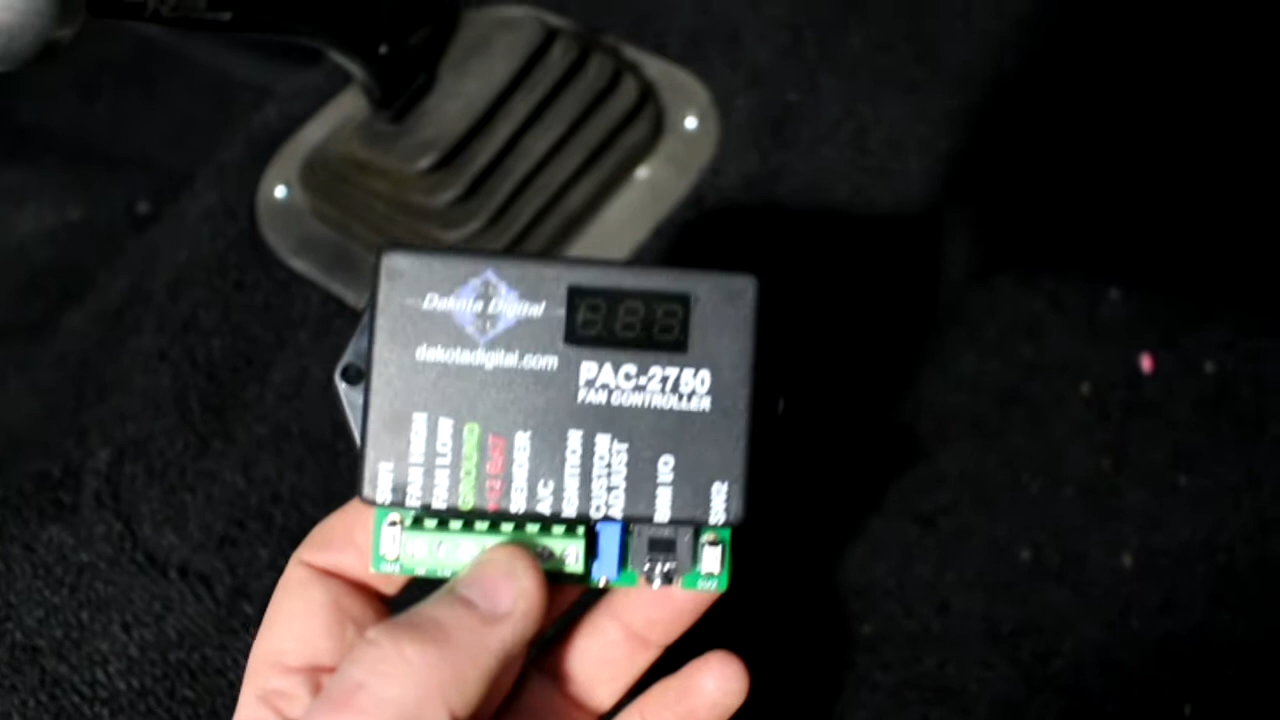 Dakota Digital
dakotadigital.com
PAC-2750
FAN CONTROLLER
SW1
FAN HIGH
FAN LOW
GROUND
+12 BAT
SENDER
A/C
IGNITION
CUSTOM
ADJUST
BIM I/O
SW2